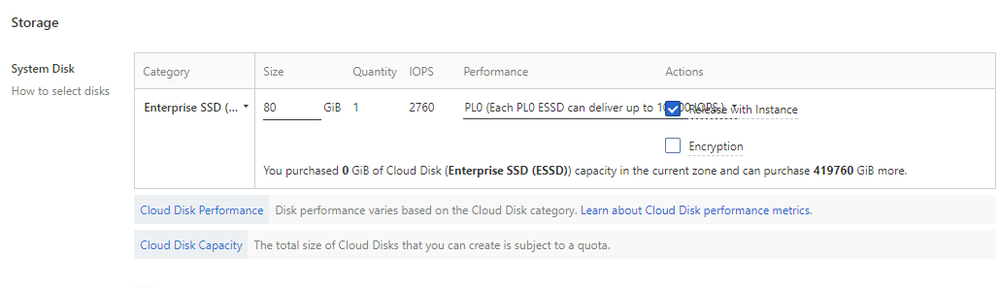 Storage
System Disk
How to select disks
Category Size Quantity IOPS Performance Actions
Enterprise SSD (... 80 GiB 1 2760 PL0 (Each PL0 ESSD can deliver up to IOPS) Release with Instance
Encryption
You purchased 0 GiB of Cloud Disk (Enterprise SSD (ESSD)) capacity in the current zone and can purchase 419760 GiB more.
Cloud Disk Performance Disk performance varies based on the Cloud Disk category. Learn about Cloud Disk performance metrics.
Cloud Disk Capacity The total size of Cloud Disks that you can create is subject to a quota.